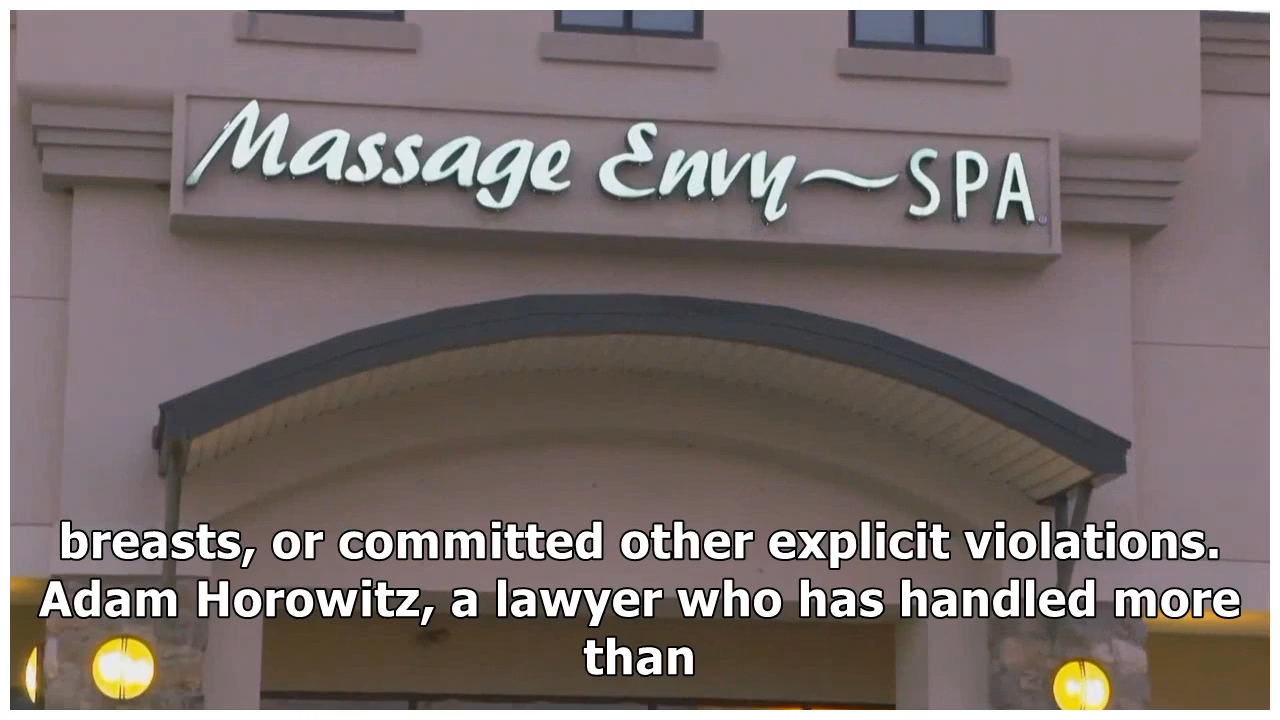 Massage Envy~SPA
breasts, or committed other explicit violations.
Adam Horowitz, a lawyer who has handled more
than